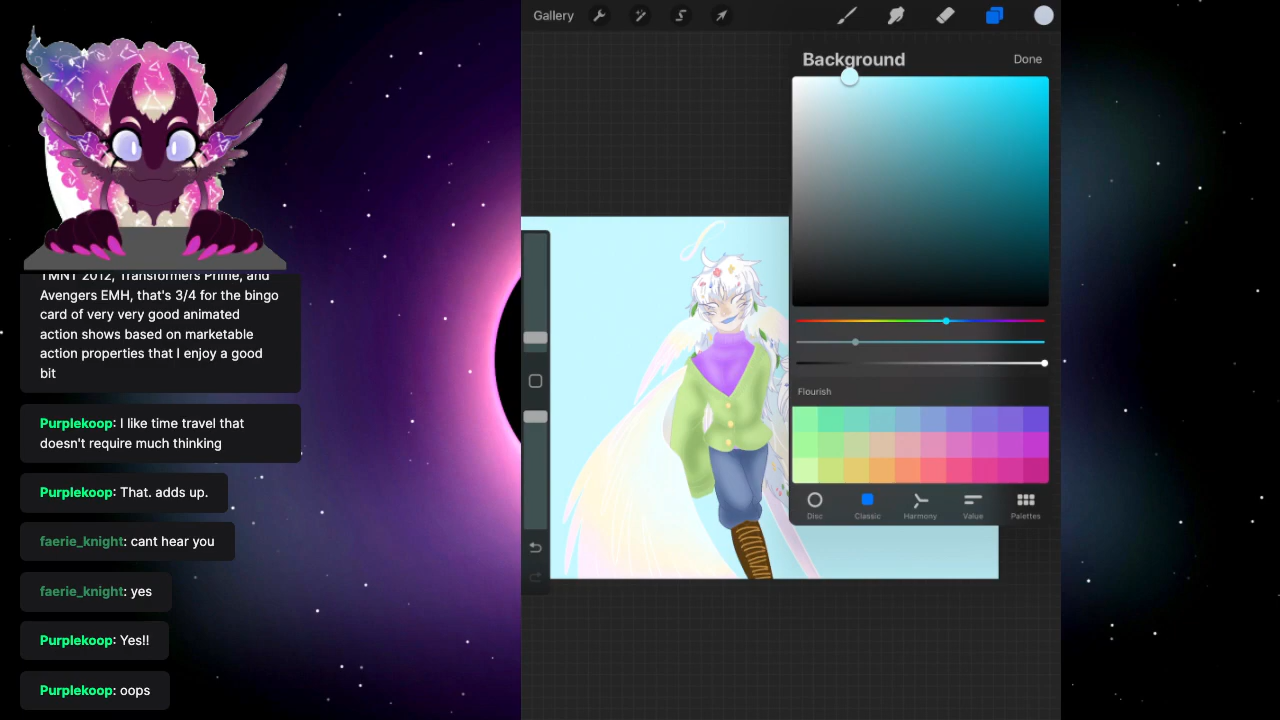 Gallery
Background
Done
TMNT 2012, Transformers Prime, and
Avengers EMH, that's 3/4 for the bingo
card of very very good animated
action shows based on marketable
action properties that I enjoy a good
bit
Purplekoop: I like time travel that
doesn't require much thinking
Purplekoop: That. adds up.
faerie_knight: cant hear you
faerie_knight: yes
Purplekoop: Yes!!
Purplekoop: oops
Flourish
Disc
Classic
Harmony
Value
Palettes